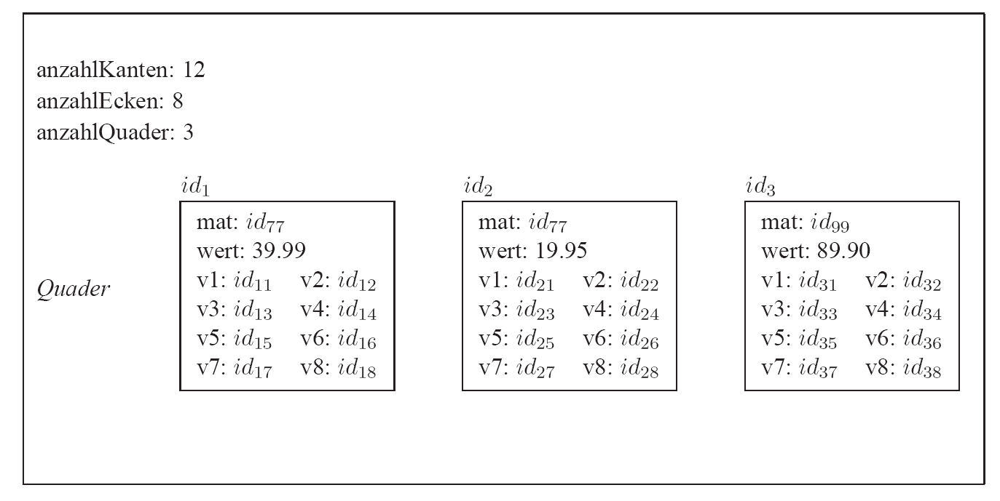 anzahlKanten: 12
anzahlEcken: 8
anzahlQuader: 3
id₁ id₂ id₃
mat: id₇₇ mat: id₇₇ mat: id₉₉
wert: 39.99 wert: 19.95 wert: 89.90
Quader
v1: id₁₁ v2: id₁₂ v1: id₂₁ v2: id₂₂ v1: id₃₁ v2: id₃₂
v3: id₁₃ v4: id₁₄ v3: id₂₃ v4: id₂₄ v3: id₃₃ v4: id₃₄
v5: id₁₅ v6: id₁₆ v5: id₂₅ v6: id₂₆ v5: id₃₅ v6: id₃₆
v7: id₁₇ v8: id₁₈ v7: id₂₇ v8: id₂₈ v7: id₃₇ v8: id₃₈